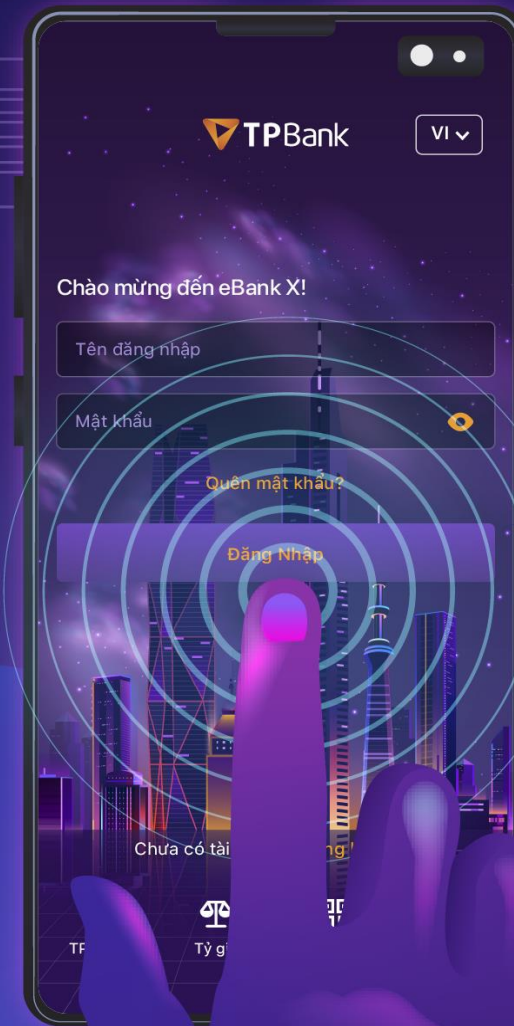 TPBank
VI
Chào mừng đến eBank X!
Tên đăng nhập
Mật khẩu
Quên mật khẩu?
Đăng Nhập
Chưa có tài
Tỷ